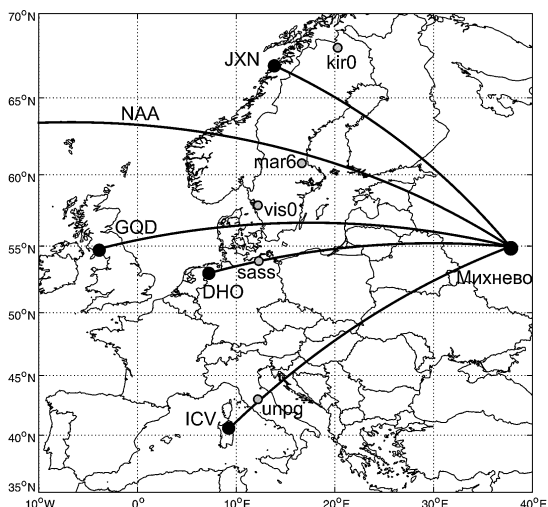 70°N
JXN
kir0
65°N
NAA
mar6
60°N
vis0
GQD
55°N
sass
Михнево
DHO
50°N
45°N
unpg
ICV
40°N
35°N
10°W
0°
10°E
20°E
30°E
40°E